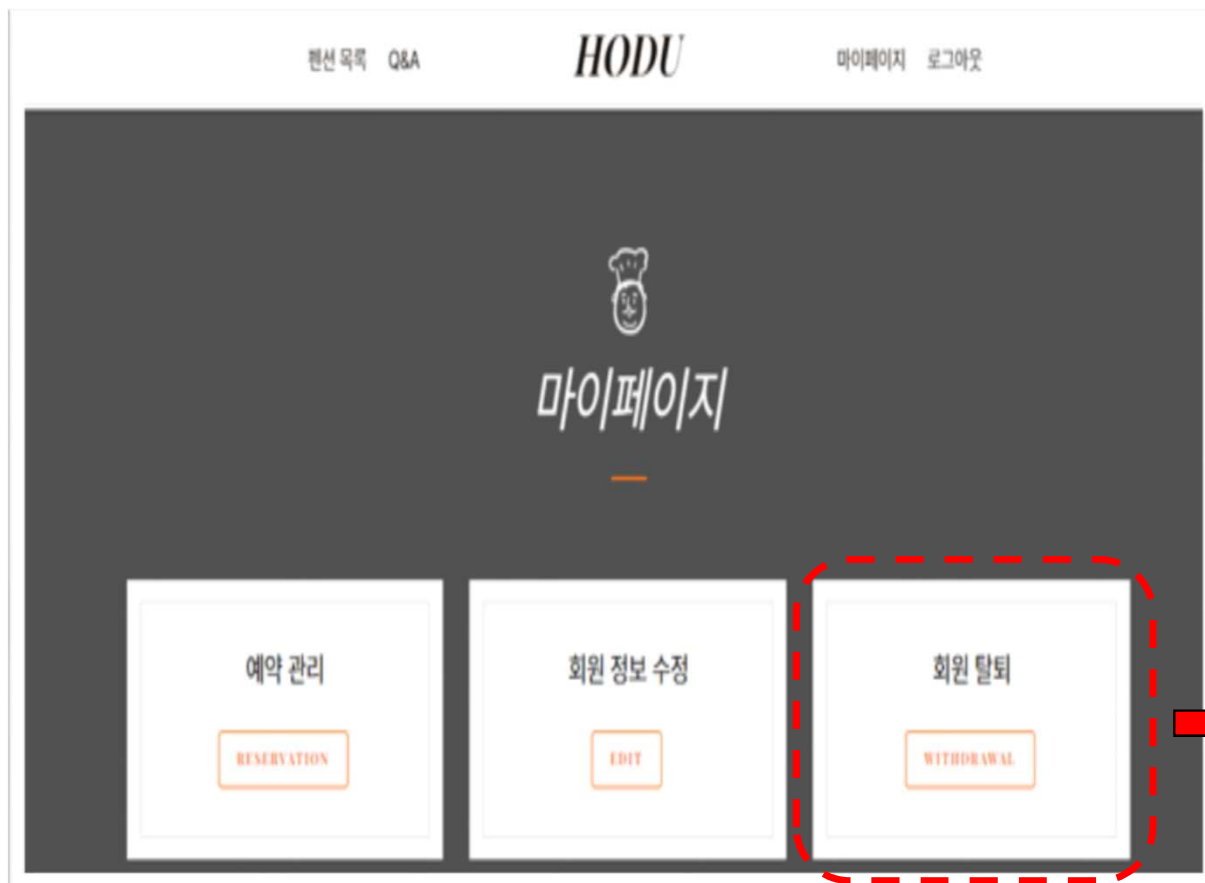 펜션 목록 Q&A HODU 마이페이지 로그아웃
마이페이지
예약 관리 회원 정보 수정 회원 탈퇴
RESERVATION EDIT WITHDRAWAL